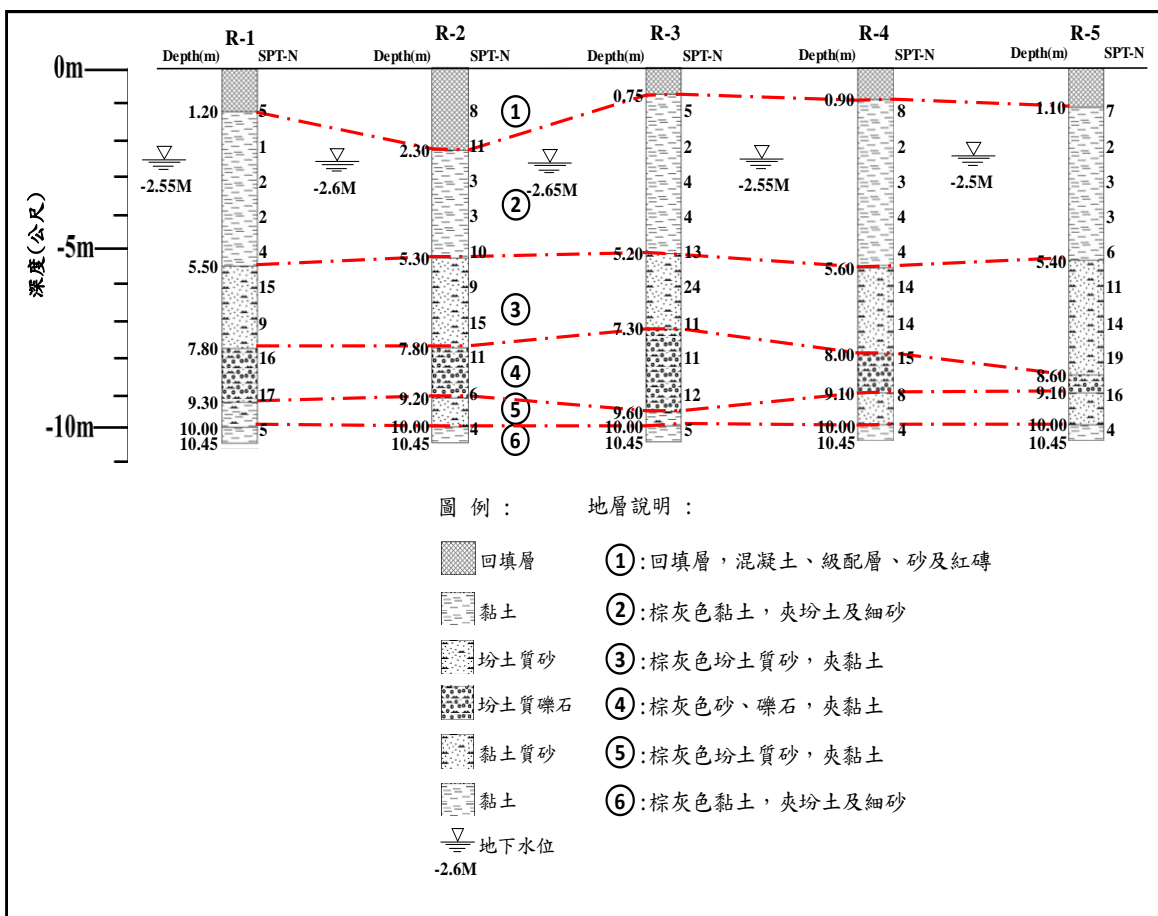 R-1 R-2 R-3 R-4 R-5
Depth(m) SPT-N Depth(m) SPT-N Depth(m) SPT-N Depth(m) SPT-N Depth(m) SPT-N
0m
0.75 0.90
1.20 5 8 ① 5 8 1.10 7
1 2.30 11 2 2 2
-2.55M -2.6M -2.65M -2.55M -2.5M
2 3 4 3 3
②
2 3 4 4 3
深度(公尺)
-5m
4 10 13 4 6
5.50 5.30 5.20 5.60 5.40
15 9 24 14 11
③
9 15 7.30 11 14 14
7.80 16 7.80 11 11 8.00 15 19
④ 8.60
17 6 12 9.10 8 9.10 16
9.30 9.20 ⑤ 9.60
-10m
10.00 5 10.00 4 10.00 5 10.00 4 10.00 4
10.45 10.45 ⑥ 10.45 10.45 10.45
圖 例 : 地層說明 :
回填層 ①:回填層，混凝土、級配層、砂及紅磚
黏土 ②:棕灰色黏土，夾坋土及細砂
坋土質砂 ③:棕灰色坋土質砂，夾黏土
坋土質礫石 ④:棕灰色砂、礫石，夾黏土
黏土質砂 ⑤:棕灰色坋土質砂，夾黏土
黏土 ⑥:棕灰色黏土，夾坋土及細砂
地下水位
-2.6M